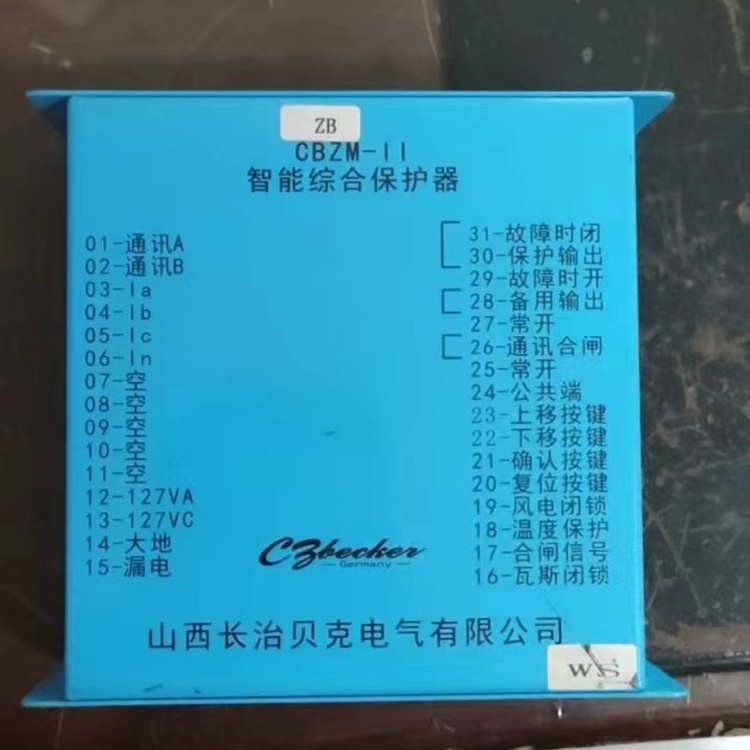 ZB
CBZM-II
智能综合保护器
01-通讯A
02-通讯B
03-Ia
04-Ib
05-Ic
06-In
07-空
08-空
09-空
10-空
11-空
12-127VA
13-127VC
14-大地
15-漏电
31-故障时闭
30-保护输出
29-故障时开
28-备用输出
27-常开
26-通讯合闸
25-常开
24-公共端
23-上移按键
22-下移按键
21-确认按键
20-复位按键
19-风电闭锁
18-温度保护
17-合闸信号
16-瓦斯闭锁
CZbecker
Germany
山西长治贝克电气有限公司
WS